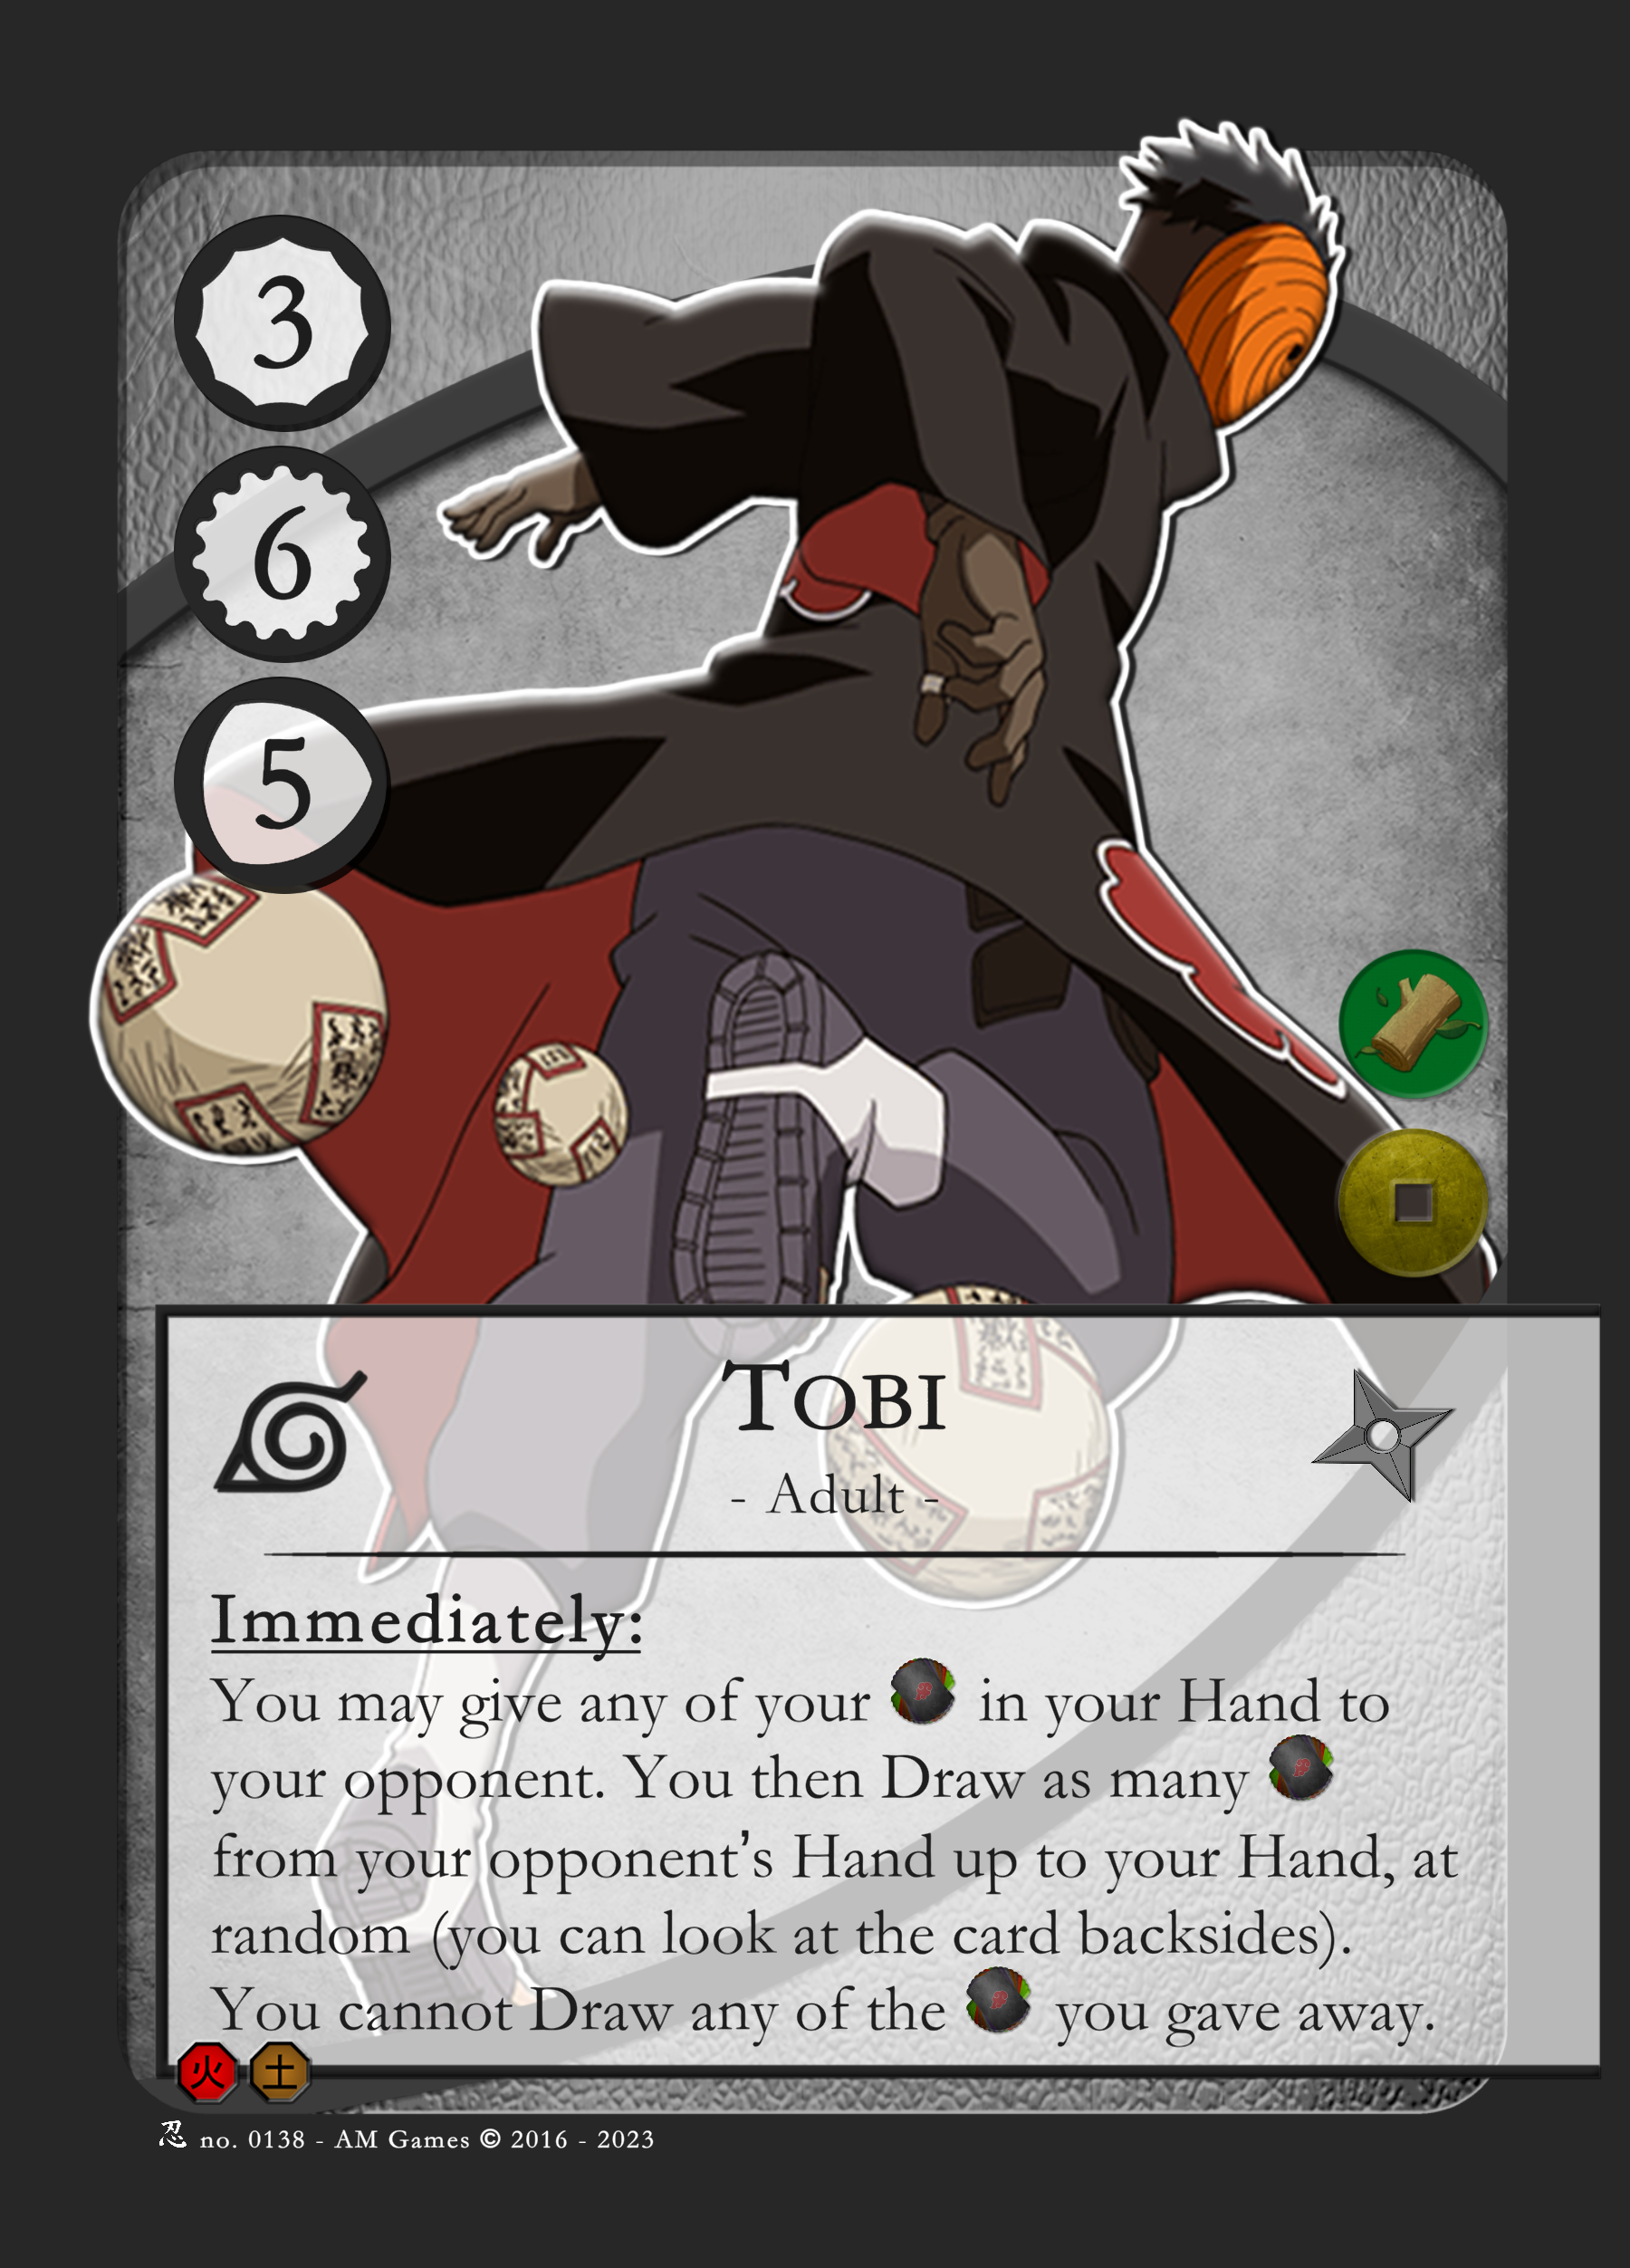 3
6
5
Tobi
- Adult -
Immediately:
You may give any of your in your Hand to
your opponent. You then Draw as many
from your opponent's Hand up to your Hand, at
random (you can look at the card backsides).
You cannot Draw any of the you gave away.
火 土
忍 no. 0138 - AM Games © 2016 - 2023